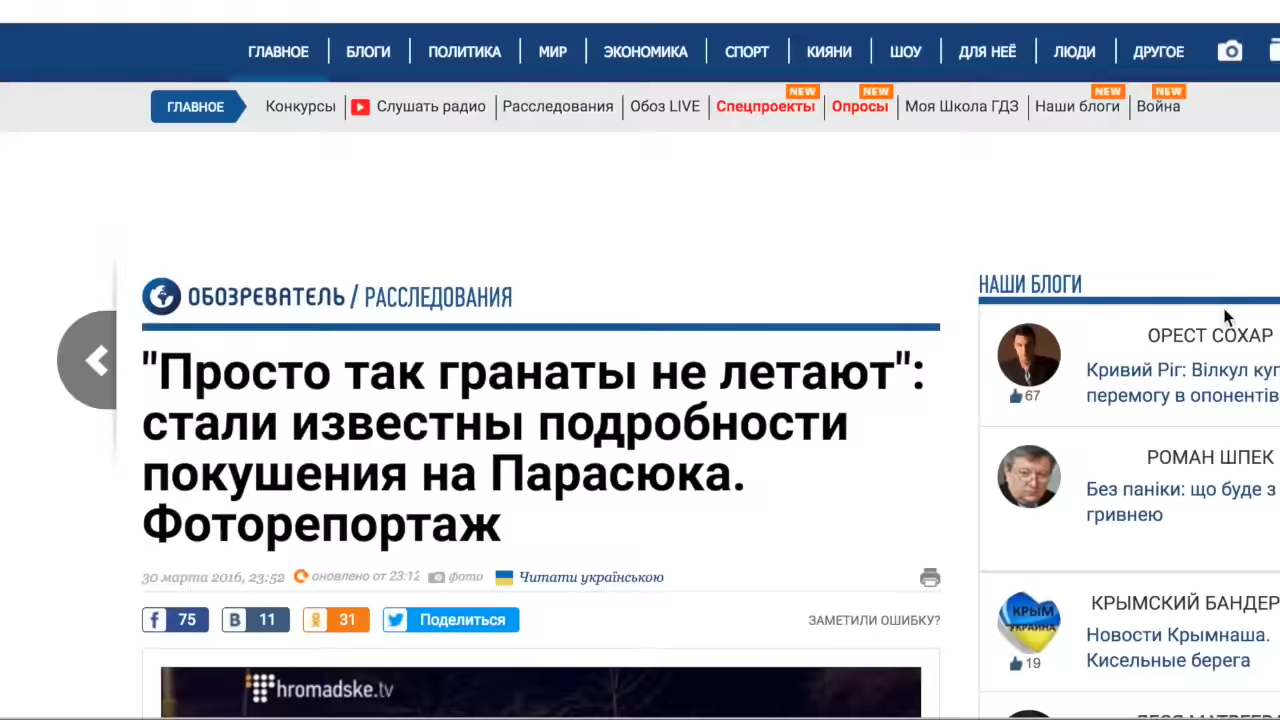 ГЛАВНОЕ БЛОГИ ПОЛИТИКА МИР ЭКОНОМИКА СПОРТ КИЯНИ ШОУ ДЛЯ НЕЁ ЛЮДИ ДРУГОЕ
NEW NEW NEW NEW
ГЛАВНОЕ Конкурсы Слушать радио Расследования Обоз LIVE Спецпроекты Опросы Моя Школа ГДЗ Наши блоги Война
ОБОЗРЕВАТЕЛЬ / РАССЛЕДОВАНИЯ
"Просто так гранаты не летают":
стали известны подробности
покушения на Парасюка.
Фоторепортаж
30 марта 2016, 23:52 оновлено от 23:12 фото Читати українською
f 75 B 11 31 Поделиться ЗАМЕТИЛИ ОШИБКУ?
hromadske.tv
НАШИ БЛОГИ
ОРЕСТ СОХАР
Кривий Ріг: Вілкул куп
перемогу в опонентів
67
РОМАН ШПЕК
Без паніки: що буде з
гривнею
КРЫМСКИЙ БАНДЕР
КРЫМ
УКРАИНА
Новости Крымнаша.
Кисельные берега
19